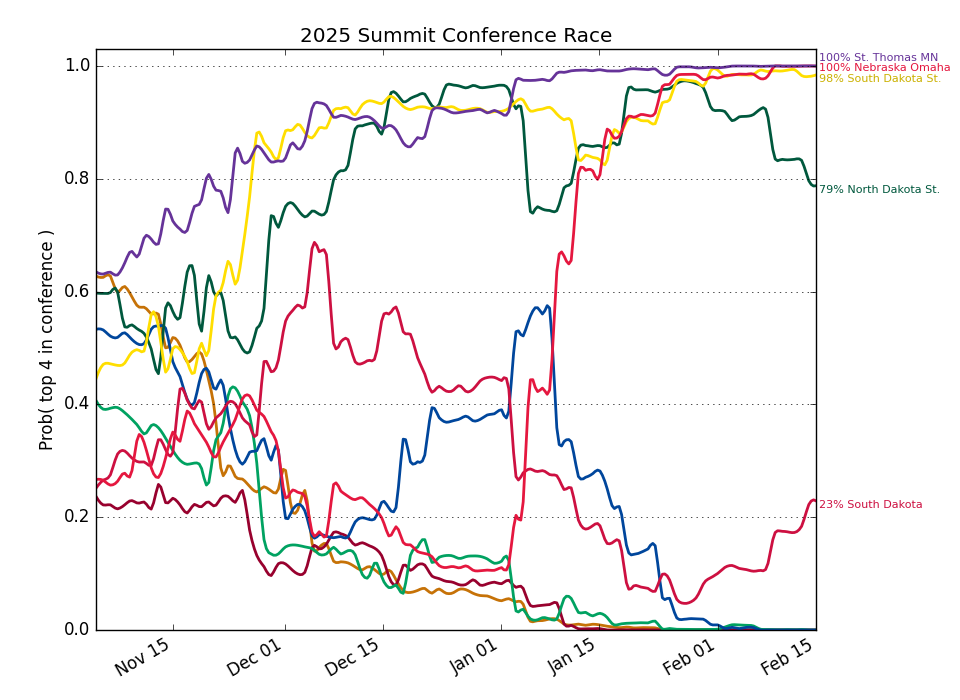 2025 Summit Conference Race
Prob( top 4 in conference )
1.0
0.8
0.6
0.4
0.2
0.0
Nov 15
Dec 01
Dec 15
Jan 01
Jan 15
Feb 01
Feb 15
100% St. Thomas MN
100% Nebraska Omaha
98% South Dakota St.
79% North Dakota St.
23% South Dakota